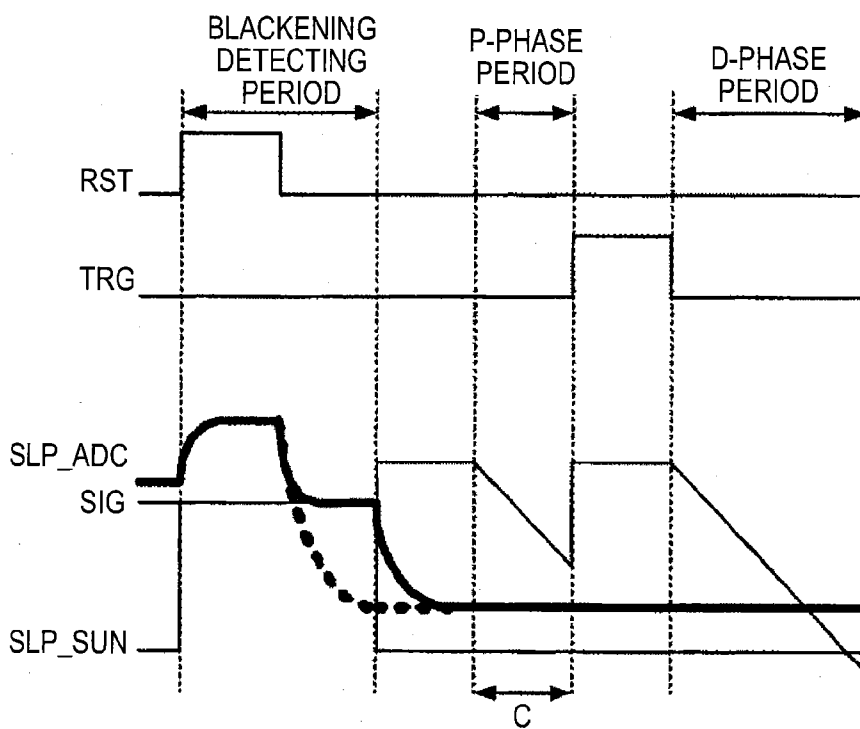 BLACKENING
DETECTING
PERIOD
P-PHASE
PERIOD
D-PHASE
PERIOD
RST
TRG
SLP_ADC
SIG
SLP_SUN
C